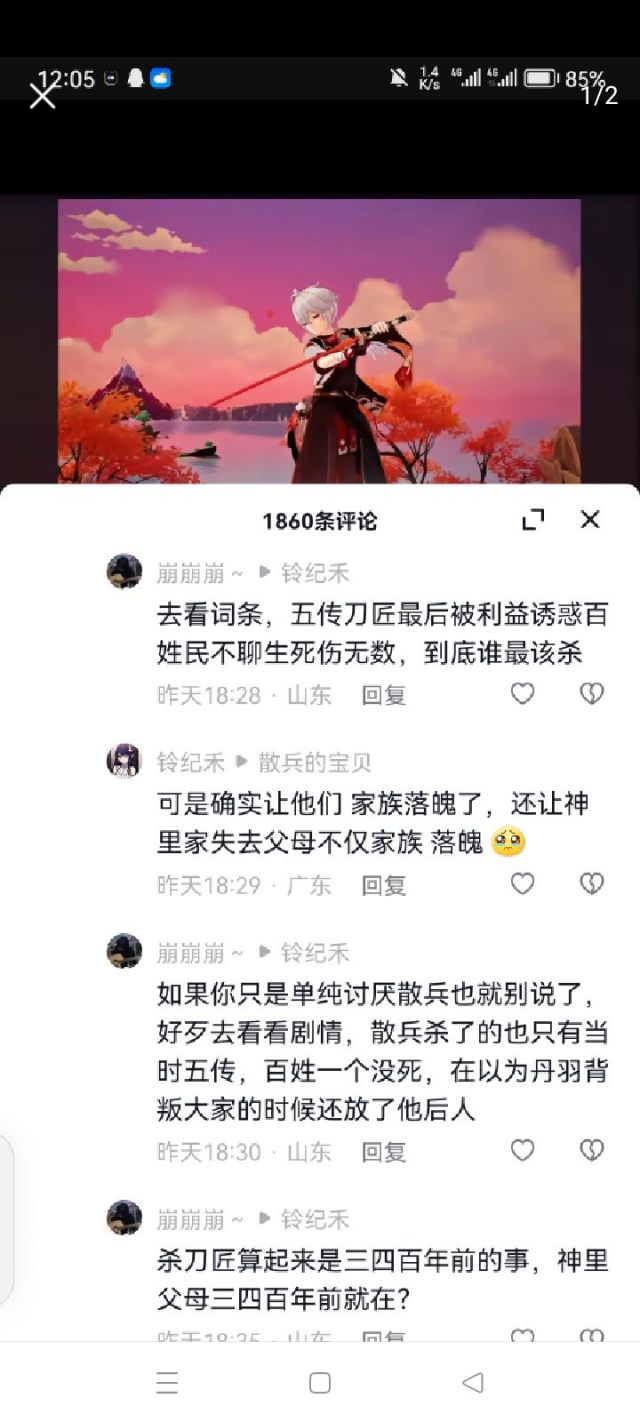 12:05
1.4
K/s
4G
4G
85%
1/2
1860条评论
崩崩崩～ ▶ 铃纪禾
去看词条，五传刀匠最后被利益诱惑百
姓民不聊生死伤无数，到底谁最该杀
昨天18:28 · 山东 回复
铃纪禾 ▶ 散兵的宝贝
可是确实让他们 家族落魄了，还让神
里家失去父母不仅家族 落魄🥹
昨天18:29 · 广东 回复
崩崩崩～ ▶ 铃纪禾
如果你只是单纯讨厌散兵也就别说了，
好歹去看看剧情，散兵杀了的也只有当
时五传，百姓一个没死，在以为丹羽背
叛大家的时候还放了他后人
昨天18:30 · 山东 回复
崩崩崩～ ▶ 铃纪禾
杀刀匠算起来是三四百年前的事，神里
父母三四百年前就在？
昨天18:35 · 山东 回复